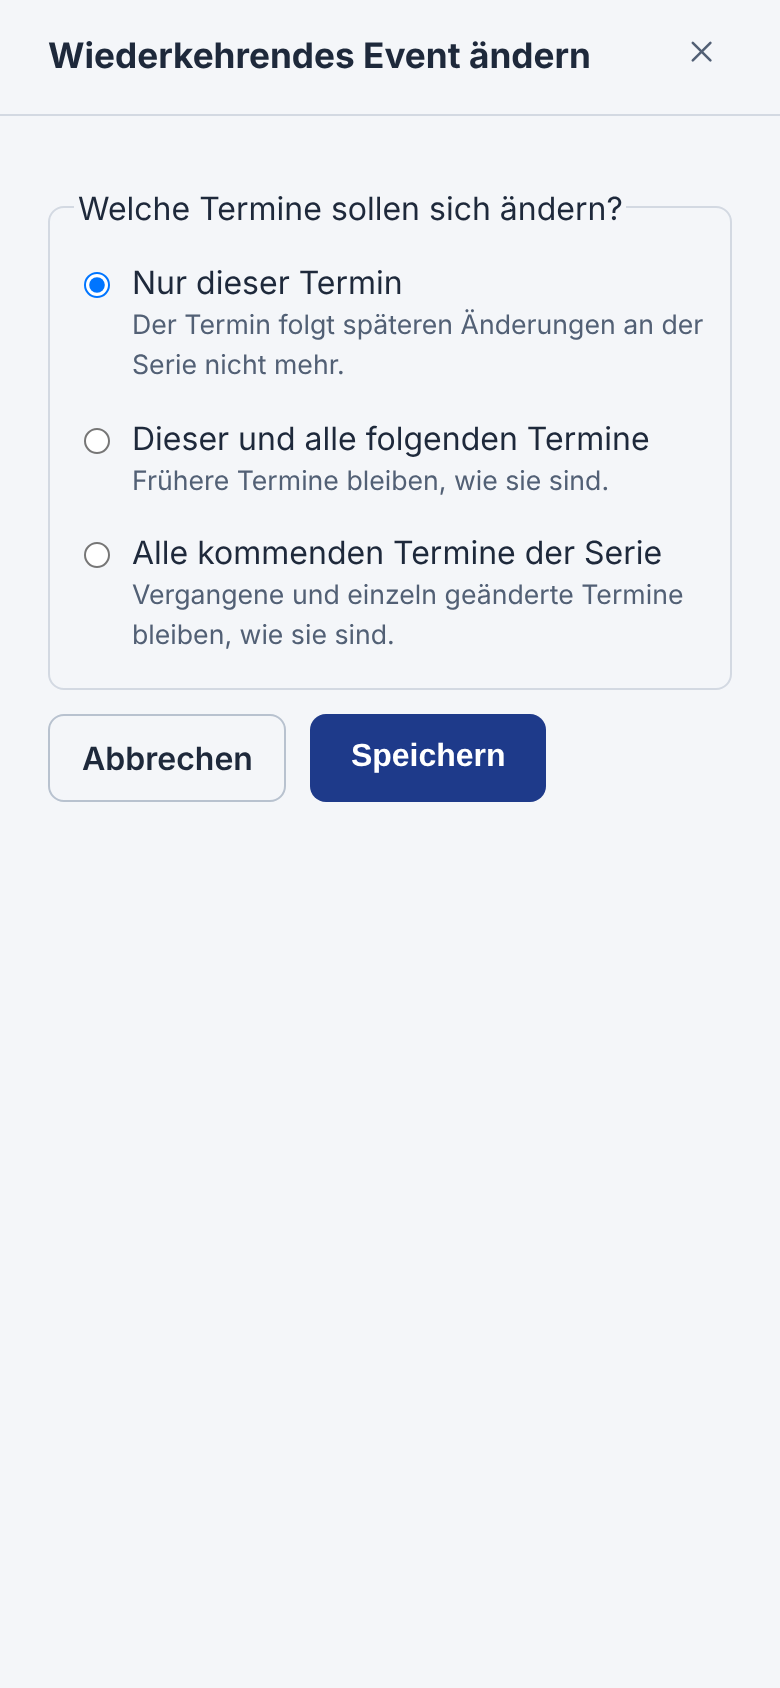 Wiederkehrendes Event ändern
Welche Termine sollen sich ändern?
Nur dieser Termin
Der Termin folgt späteren Änderungen an der
Serie nicht mehr.
Dieser und alle folgenden Termine
Frühere Termine bleiben, wie sie sind.
Alle kommenden Termine der Serie
Vergangene und einzeln geänderte Termine
bleiben, wie sie sind.
Abbrechen
Speichern